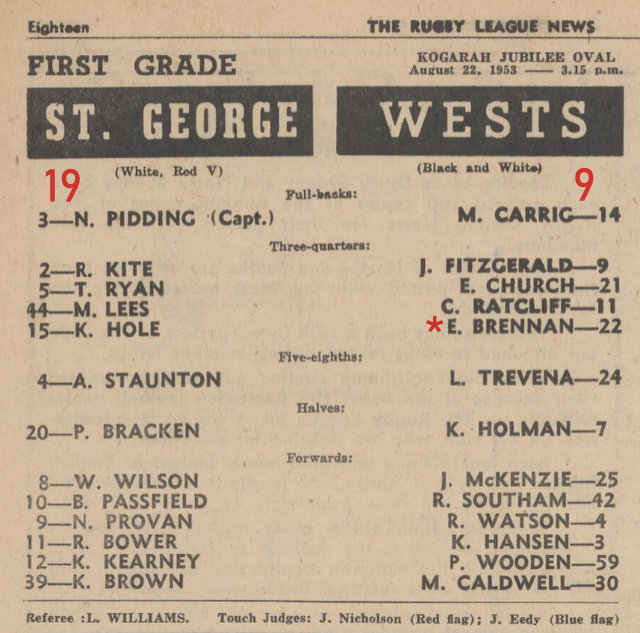 Eighteen THE RUGBY LEAGUE NEWS
FIRST GRADE KOGARAH JUBILEE OVAL
August 22, 1953 — 3.15 p.m.
ST. GEORGE WESTS
(White, Red V) (Black and White)
19 9
Full-backs:
3—N. PIDDING (Capt.) M. CARRIG—14
Three-quarters:
2—R. KITE J. FITZGERALD—9
5—T. RYAN E. CHURCH—21
44—M. LEES C. RATCLIFF—11
15—K. HOLE *E. BRENNAN—22
Five-eighths:
4—A. STAUNTON L. TREVENA—24
Halves:
20—P. BRACKEN K. HOLMAN—7
Forwards:
8—W. WILSON J. McKENZIE—25
10—B. PASSFIELD R. SOUTHAM—42
9—N. PROVAN R. WATSON—4
11—R. BOWER K. HANSEN—3
12—K. KEARNEY P. WOODEN—59
39—K. BROWN M. CALDWELL—30
Referee :L. WILLIAMS. Touch Judges: J. Nicholson (Red flag); J. Eedy (Blue flag)